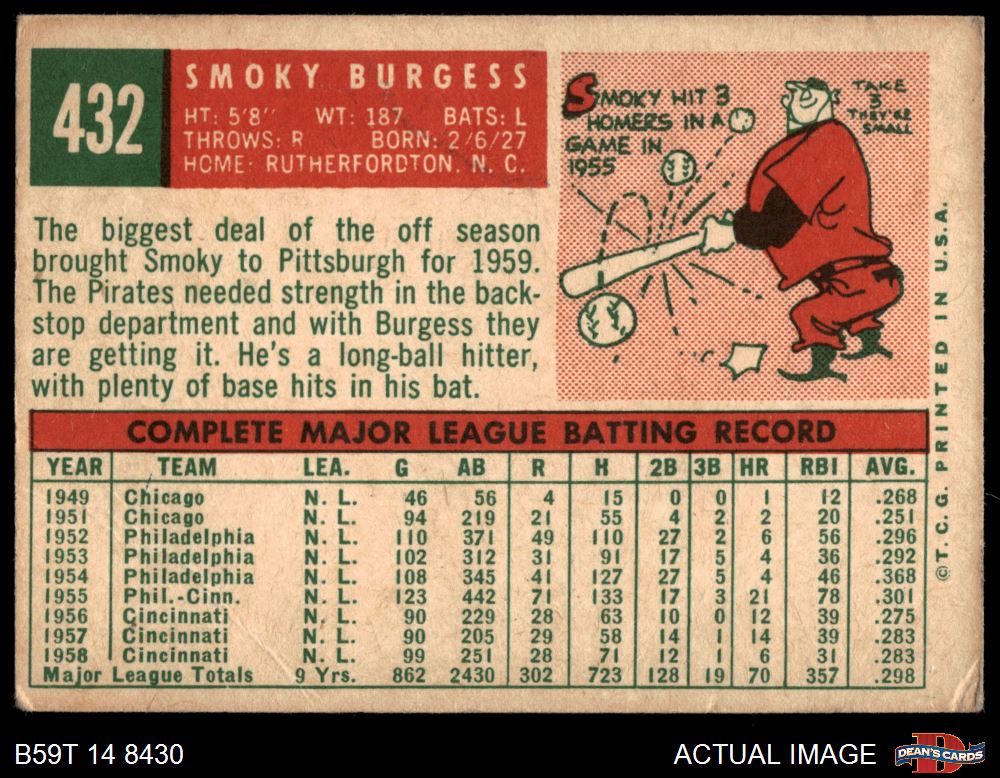 432
SMOKY BURGESS
HT: 5'8" WT: 187 BATS: L
THROWS: R BORN: 2/6/27
HOME: RUTHERFORDTON, N. C.
SMOKY HIT 3
HOMERS IN A
GAME IN
1955
TAKE
3
THEY'RE
SMALL
The biggest deal of the off season
brought Smoky to Pittsburgh for 1959.
The Pirates needed strength in the back-
stop department and with Burgess they
are getting it. He's a long-ball hitter,
with plenty of base hits in his bat.
COMPLETE MAJOR LEAGUE BATTING RECORD
YEAR TEAM LEA. G AB R H 2B 3B HR RBI AVG.
1949 Chicago N. L. 46 56 4 15 0 0 1 12 .268
1951 Chicago N. L. 94 219 21 55 4 2 2 20 .251
1952 Philadelphia N. L. 110 371 49 110 27 2 6 56 .296
1953 Philadelphia N. L. 102 312 31 91 17 5 4 36 .292
1954 Philadelphia N. L. 108 345 41 127 27 5 4 46 .368
1955 Phil.-Cinn. N. L. 123 442 71 133 17 3 21 78 .301
1956 Cincinnati N. L. 90 229 28 63 10 0 12 39 .275
1957 Cincinnati N. L. 90 205 29 58 14 1 14 39 .283
1958 Cincinnati N. L. 99 251 28 71 12 1 6 31 .283
Major League Totals 9 Yrs. 862 2430 302 723 128 19 70 357 .298
©T. C. G. PRINTED IN U.S.A.
B59T 14 8430
ACTUAL IMAGE
DEAN'S CARDS